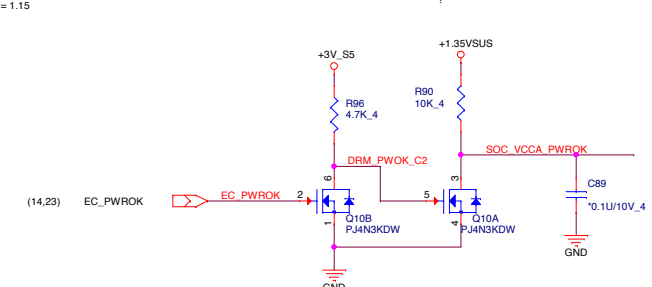 = 1.15
+3V_S5
+1.35VSUS
R96
4.7K_4
R90
10K_4
SOC_VCCA_PWROK
DRM_PWOK_C2
(14,23)
EC_PWROK
EC_PWROK
2
6
1
Q10B
PJ4N3KDW
5
3
4
Q10A
PJ4N3KDW
C89
*0.1U/10V_4
GND
GND